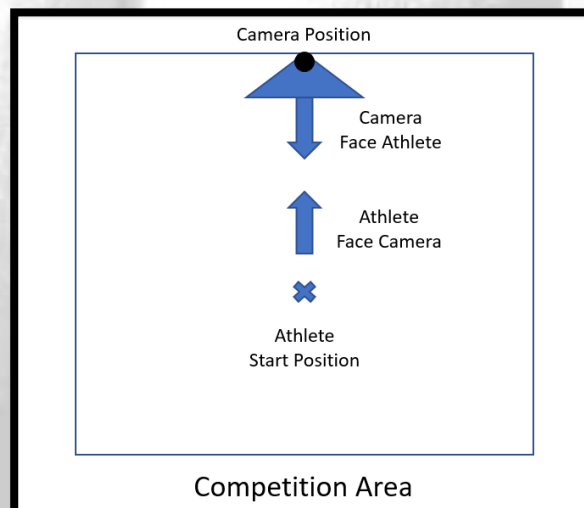 Camera Position
Camera
Face Athlete
Athlete
Face Camera
Athlete
Start Position
Competition Area